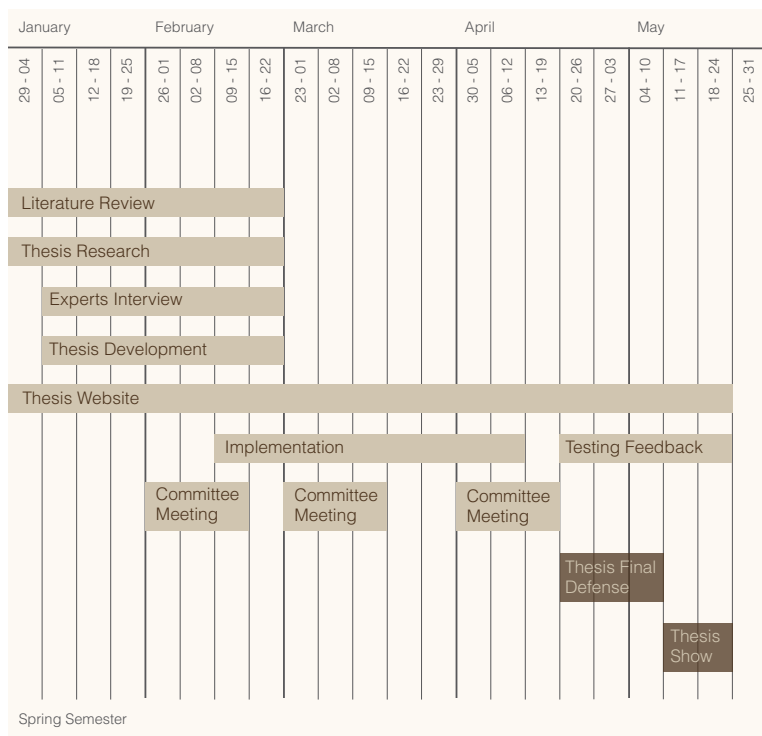 January February March April May
29 - 04 05 - 11 12 - 18 19 - 25 26 - 01 02 - 08 09 - 15 16 - 22 23 - 01 02 - 08 09 - 15 16 - 22 23 - 29 30 - 05 06 - 12 13 - 19 20 - 26 27 - 03 04 - 10 11 - 17 18 - 24 25 - 31
Literature Review
Thesis Research
Experts Interview
Thesis Development
Thesis Website
Implementation Testing Feedback
Committee
Meeting
Committee
Meeting
Committee
Meeting
Thesis Final
Defense
Thesis
Show
Spring Semester